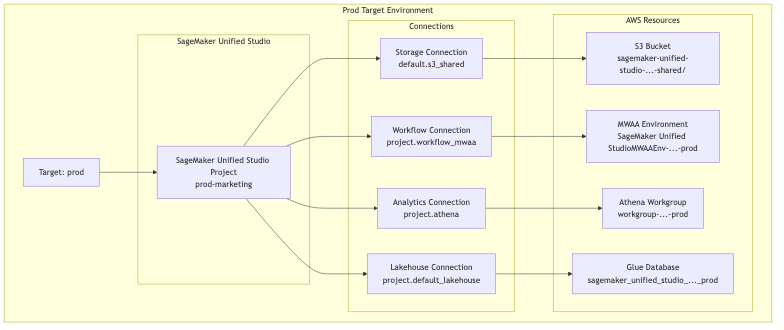 Prod Target Environment
SageMaker Unified Studio
Connections
AWS Resources
Target: prod
SageMaker Unified Studio
Project
prod-marketing
Storage Connection
default.s3_shared
Workflow Connection
project.workflow_mwaa
Analytics Connection
project.athena
Lakehouse Connection
project.default_lakehouse
S3 Bucket
sagemaker-unified-
studio-...-shared/
MWAA Environment
SageMaker Unified
StudioMWAAEnv-...-prod
Athena Workgroup
workgroup-...-prod
Glue Database
sagemaker_unified_studio_..._prod